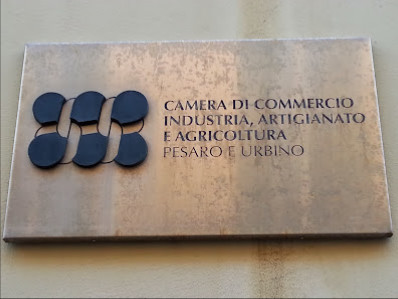 CAMERA DI COMMERCIO
INDUSTRIA, ARTIGIANATO
E AGRICOLTURA
PESARO E URBINO